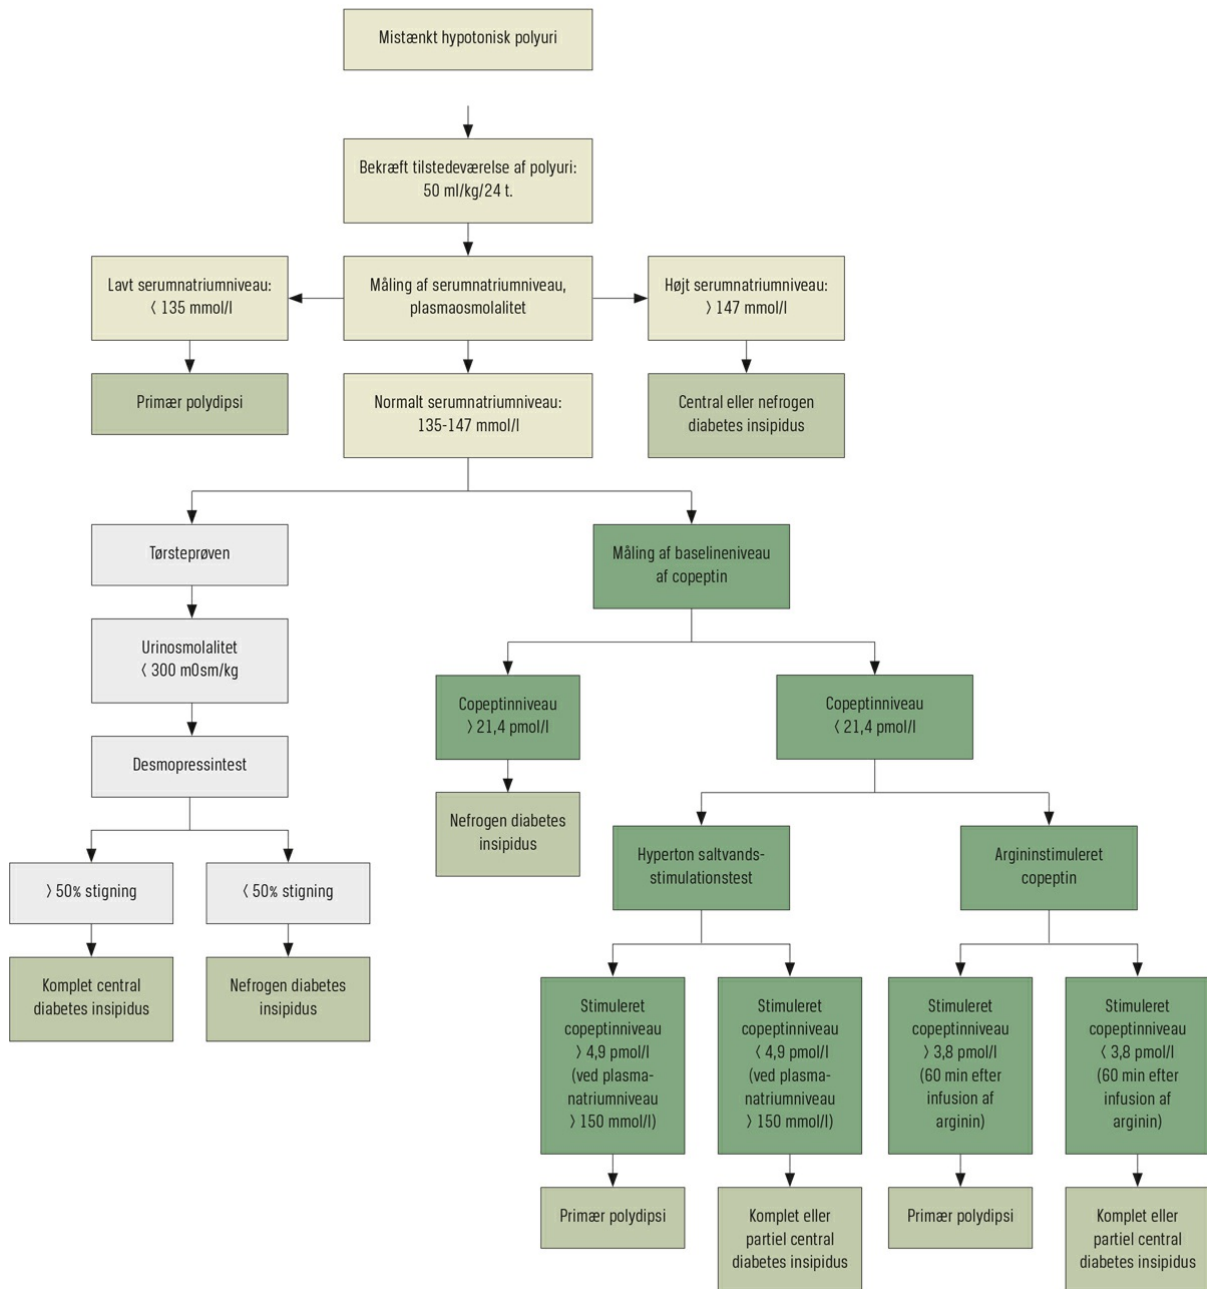 Mistænkt hypotonisk polyuri
Bekræft tilstedeværelse af polyuri:
50 ml/kg/24 t.
Lavt serumnatriumniveau:
< 135 mmol/l
Måling af serumnatriumniveau,
plasmaosmolalitet
Højt serumnatriumniveau:
> 147 mmol/l
Primær polydipsi
Normalt serumnatriumniveau:
135-147 mmol/l
Central eller nefrogen
diabetes insipidus
Tørsteprøven
Måling af baselineniveau
af copeptin
Urinosmolalitet
< 300 mOsm/kg
Copeptinniveau
> 21,4 pmol/l
Copeptinniveau
< 21,4 pmol/l
Desmopressintest
Nefrogen diabetes
insipidus
Hyperton saltvands-
stimulationstest
Argininstimuleret
copeptin
> 50% stigning
< 50% stigning
Komplet central
diabetes insipidus
Nefrogen diabetes
insipidus
Stimuleret
copeptinniveau
> 4,9 pmol/l
(ved plasma-
natriumniveau
> 150 mmol/l)
Stimuleret
copeptinniveau
< 4,9 pmol/l
(ved plasma-
natriumniveau
> 150 mmol/l)
Stimuleret
copeptinniveau
> 3,8 pmol/l
(60 min efter
infusion af
arginin)
Stimuleret
copeptinniveau
< 3,8 pmol/l
(60 min efter
infusion af
arginin)
Primær polydipsi
Komplet eller
partiel central
diabetes insipidus
Primær polydipsi
Komplet eller
partiel central
diabetes insipidus